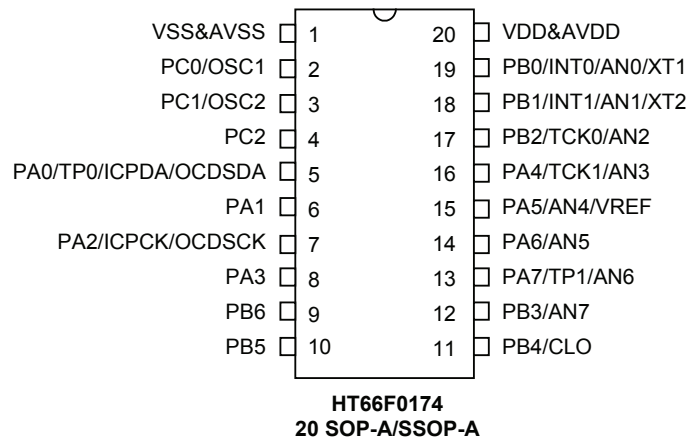 VSS&AVSS 1 20 VDD&AVDD
PC0/OSC1 2 19 PB0/INT0/AN0/XT1
PC1/OSC2 3 18 PB1/INT1/AN1/XT2
PC2 4 17 PB2/TCK0/AN2
PA0/TP0/ICPDA/OCDSDA 5 16 PA4/TCK1/AN3
PA1 6 15 PA5/AN4/VREF
PA2/ICPCK/OCDSCK 7 14 PA6/AN5
PA3 8 13 PA7/TP1/AN6
PB6 9 12 PB3/AN7
PB5 10 11 PB4/CLO
HT66F0174
20 SOP-A/SSOP-A